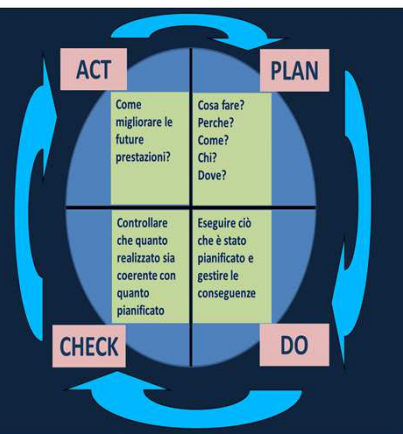 ACT
PLAN
Come
migliorare le
future
prestazioni?
Cosa fare?
Perche?
Come?
Chi?
Dove?
Controllare
che quanto
realizzato sia
coerente con
quanto
pianificato
Eseguire ciò
che è stato
pianificato e
gestire le
conseguenze
CHECK
DO